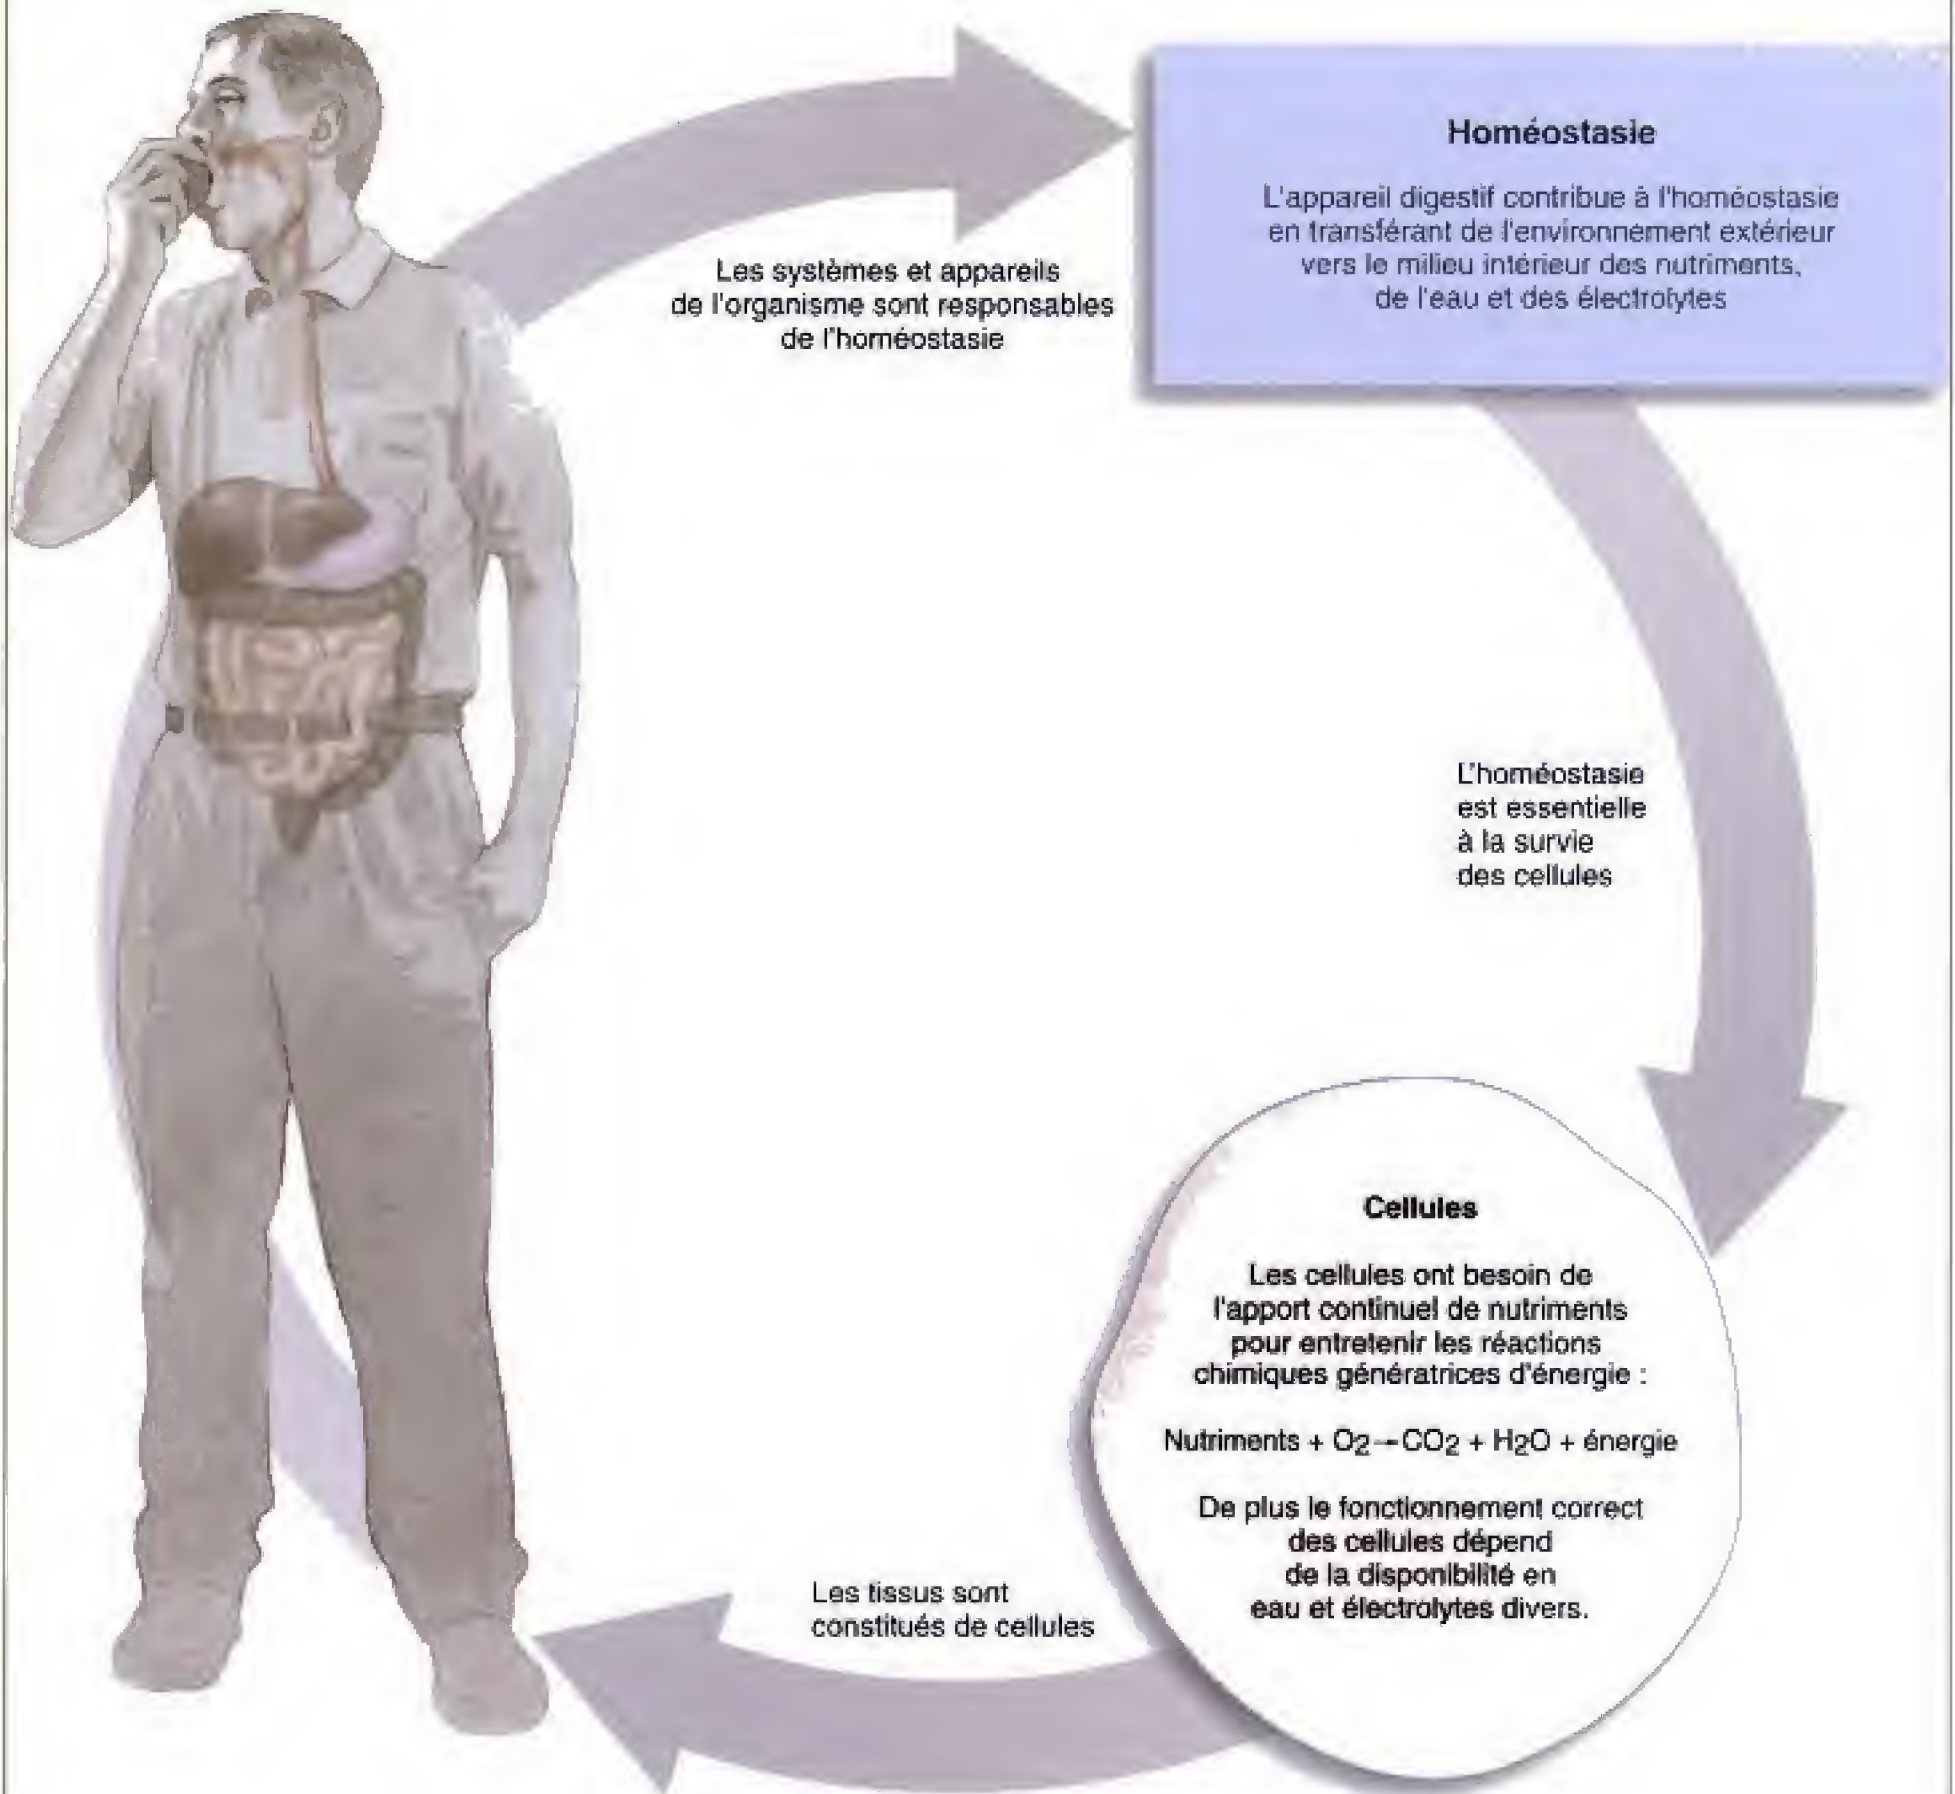 Homéostasie
L'appareil digestif contribue à l'homéostasie
en transférant de l'environnement extérieur
vers le milieu intérieur des nutriments,
de l'eau et des électrolytes
Les systèmes et appareils
de l'organisme sont responsables
de l'homéostasie
L'homéostasie
est essentielle
à la survie
des cellules
Cellules
Les cellules ont besoin de
l'apport continuel de nutriments
pour entretenir les réactions
chimiques génératrices d'énergie :
Nutriments + O2→CO2 + H2O + énergie
De plus le fonctionnement correct
des cellules dépend
de la disponibilité en
eau et électrolytes divers.
Les tissus sont
constitués de cellules